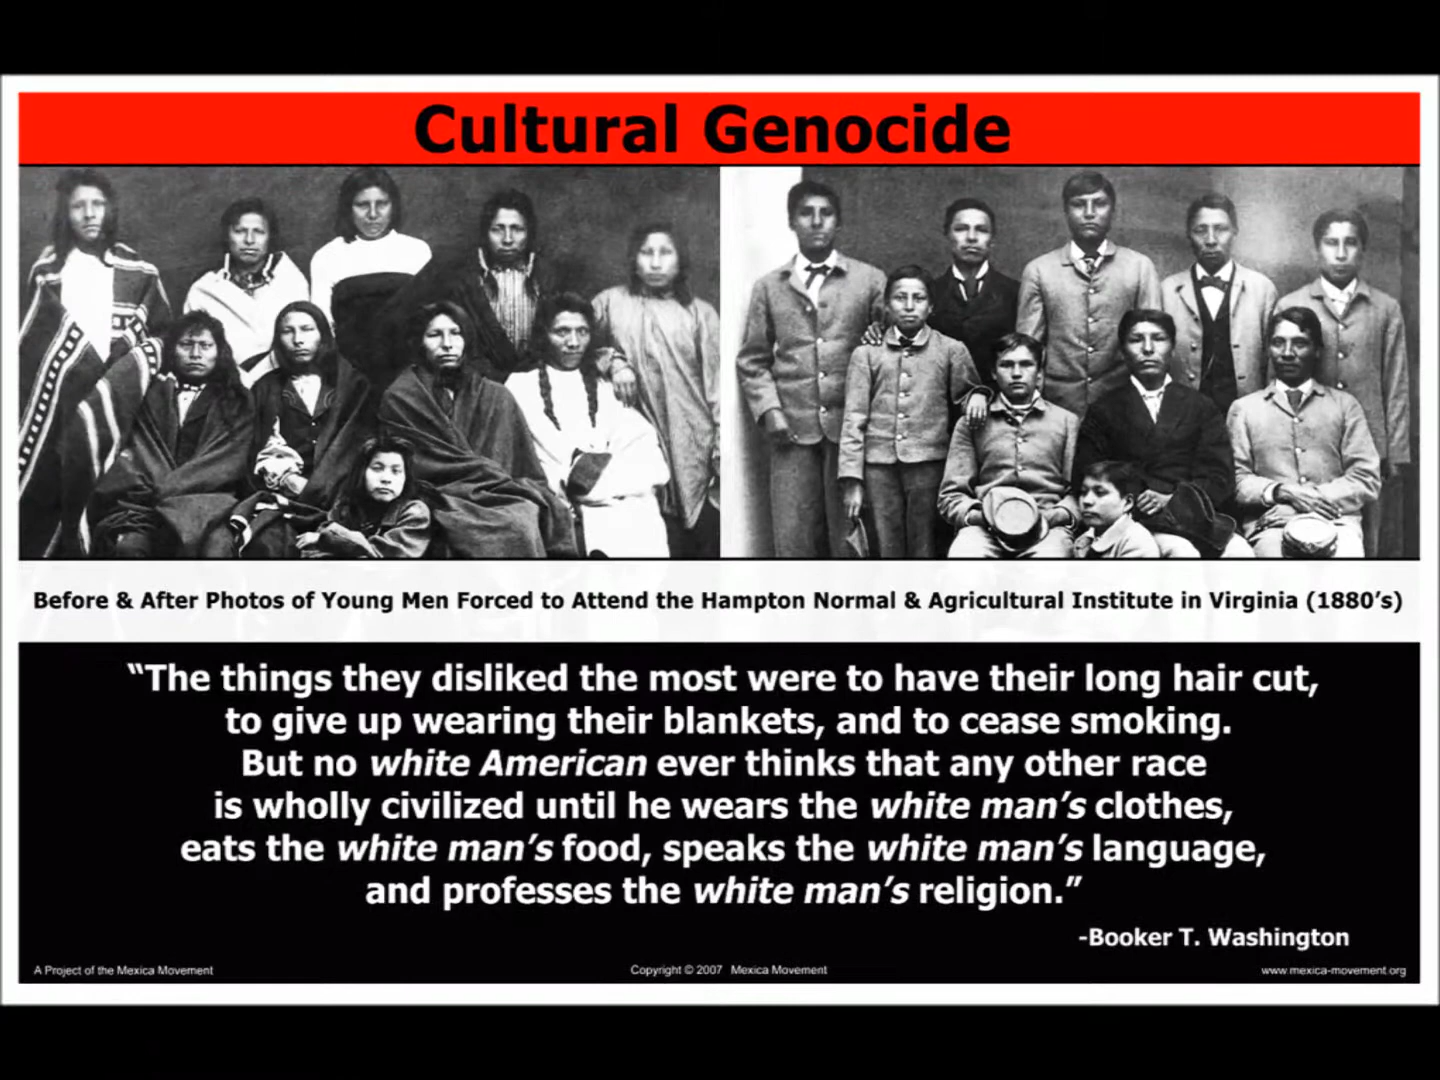 Cultural Genocide
Before & After Photos of Young Men Forced to Attend the Hampton Normal & Agricultural Institute in Virginia (1880's)
“The things they disliked the most were to have their long hair cut,
to give up wearing their blankets, and to cease smoking.
But no white American ever thinks that any other race
is wholly civilized until he wears the white man’s clothes,
eats the white man’s food, speaks the white man’s language,
and professes the white man’s religion.”
-Booker T. Washington
A Project of the Mexica Movement
Copyright © 2007 Mexica Movement
www.mexica-movement.org